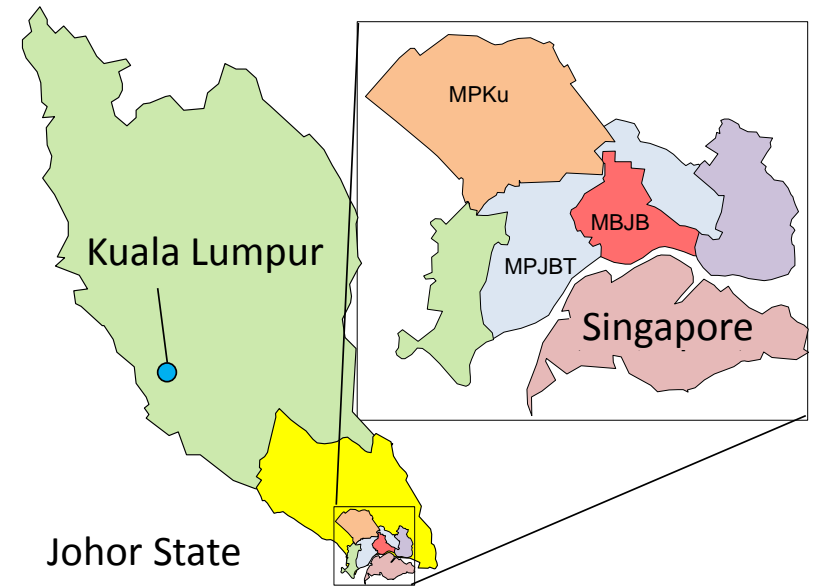 MPKu
MBJB
Kuala Lumpur
MPJBT
Singapore
Johor State